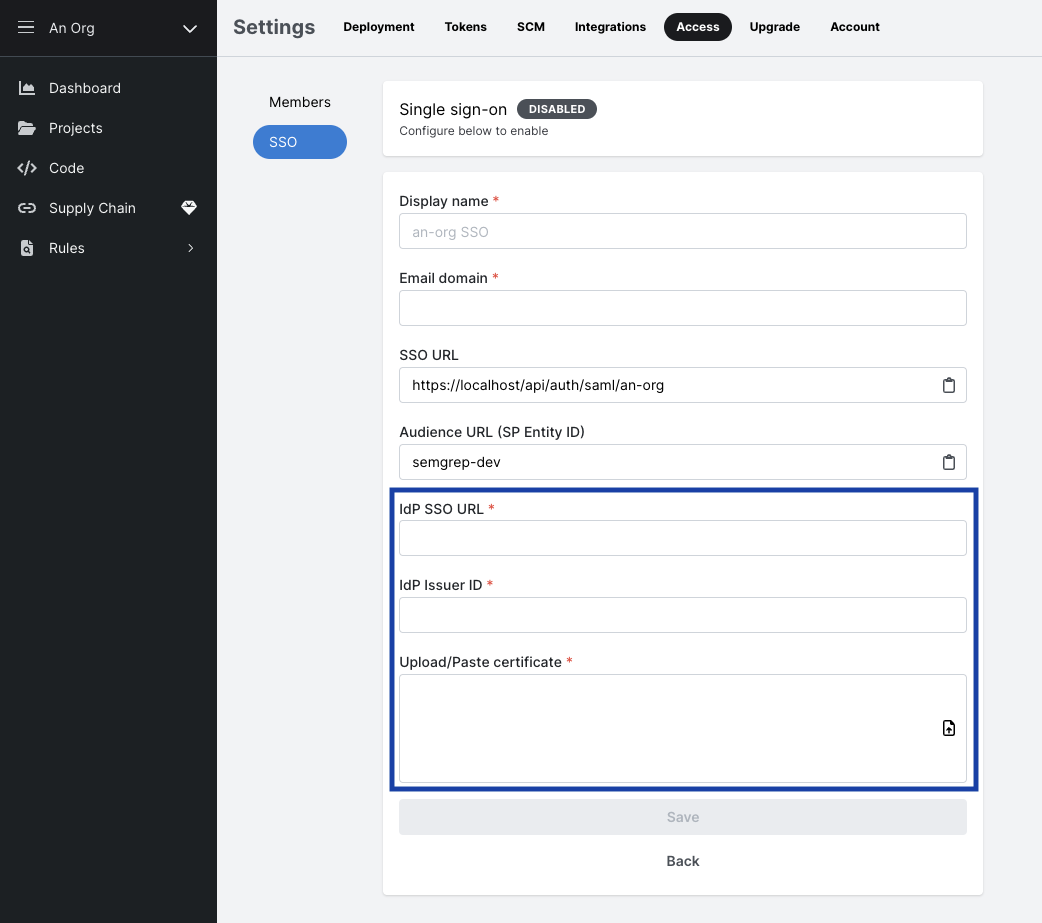 An Org
Settings
Deployment
Tokens
SCM
Integrations
Access
Upgrade
Account
Dashboard
Projects
Code
Supply Chain
Rules
Members
SSO
Single sign-on DISABLED
Configure below to enable
Display name *
an-org SSO
Email domain *
SSO URL
https://localhost/api/auth/saml/an-org
Audience URL (SP Entity ID)
semgrep-dev
IdP SSO URL *
IdP Issuer ID *
Upload/Paste certificate *
Save
Back